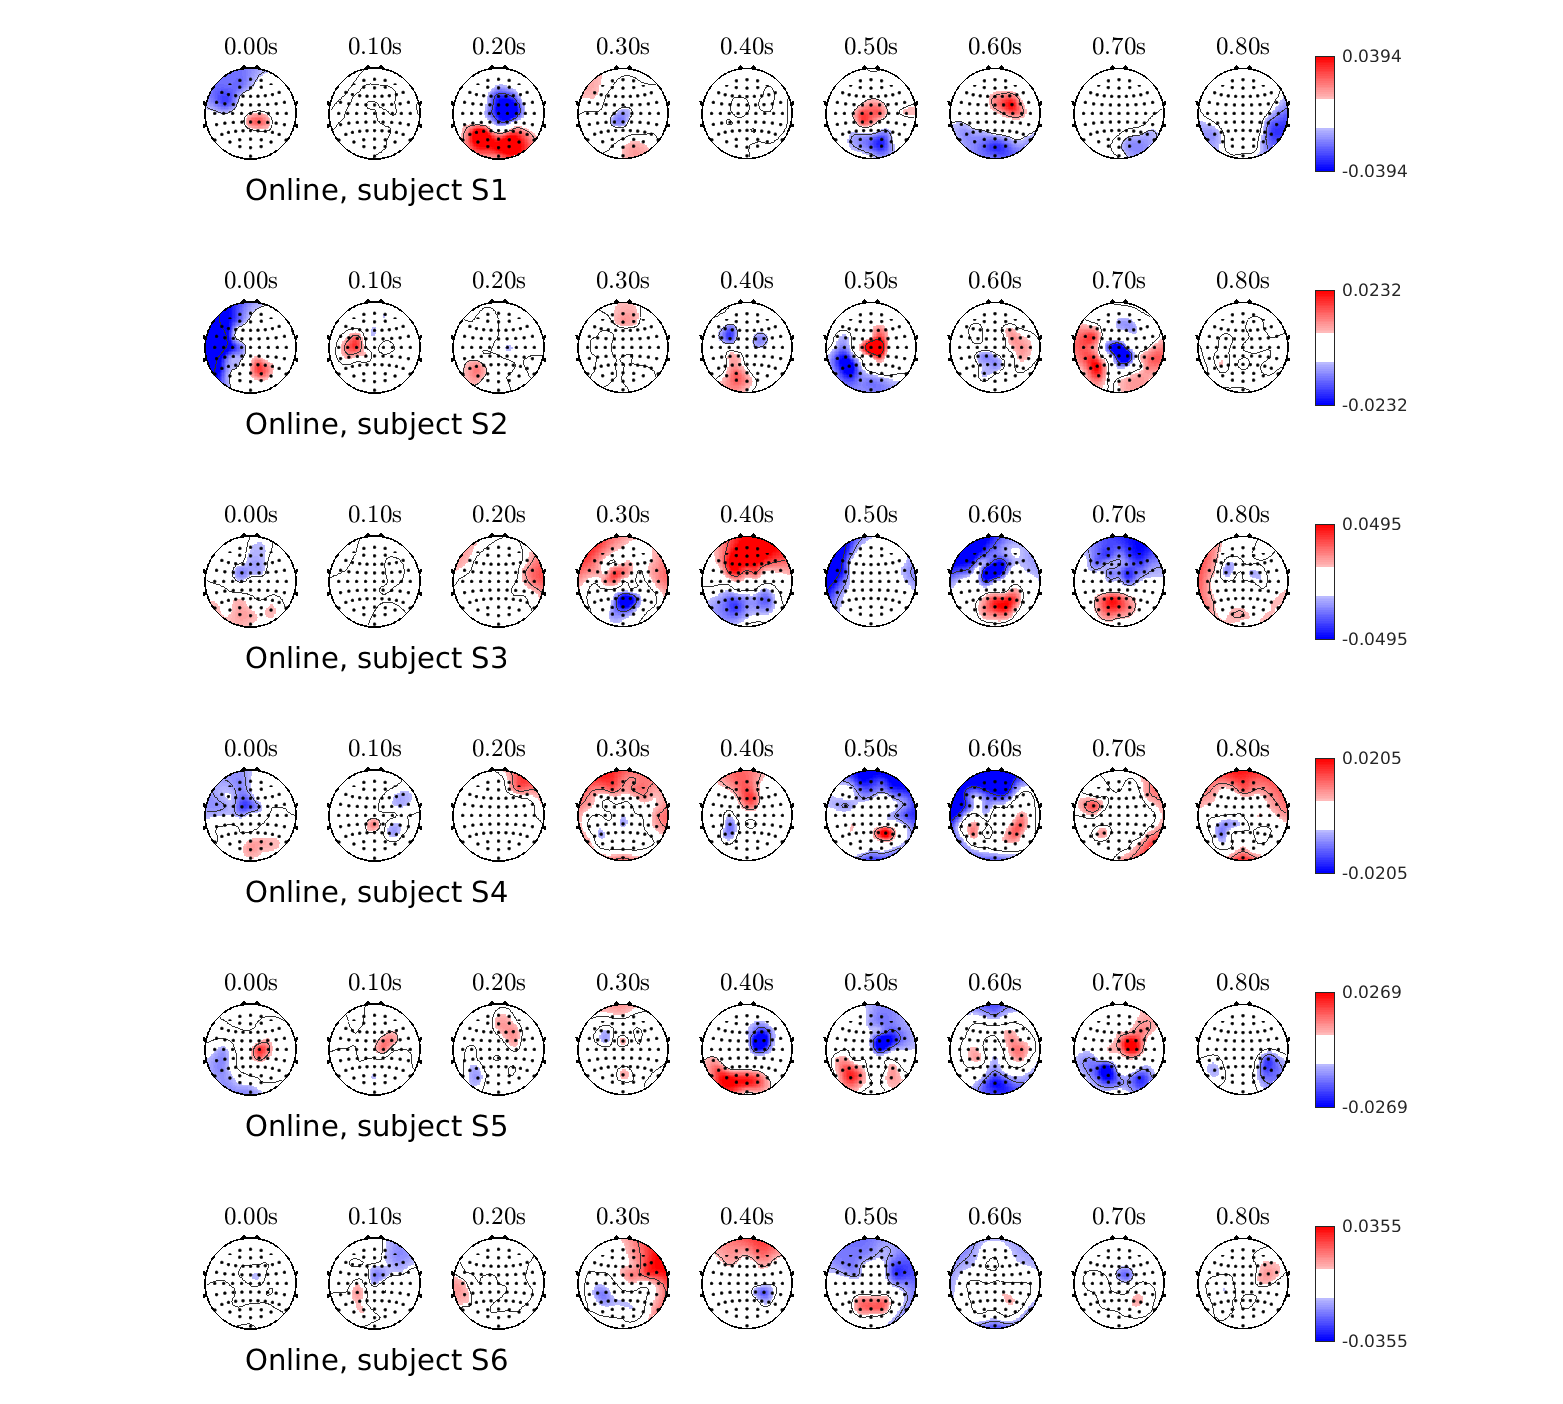 0.00s 0.10s 0.20s 0.30s 0.40s 0.50s 0.60s 0.70s 0.80s
0.0394
-0.0394
Online, subject S1
0.00s 0.10s 0.20s 0.30s 0.40s 0.50s 0.60s 0.70s 0.80s
0.0232
-0.0232
Online, subject S2
0.00s 0.10s 0.20s 0.30s 0.40s 0.50s 0.60s 0.70s 0.80s
0.0495
-0.0495
Online, subject S3
0.00s 0.10s 0.20s 0.30s 0.40s 0.50s 0.60s 0.70s 0.80s
0.0205
-0.0205
Online, subject S4
0.00s 0.10s 0.20s 0.30s 0.40s 0.50s 0.60s 0.70s 0.80s
0.0269
-0.0269
Online, subject S5
0.00s 0.10s 0.20s 0.30s 0.40s 0.50s 0.60s 0.70s 0.80s
0.0355
-0.0355
Online, subject S6